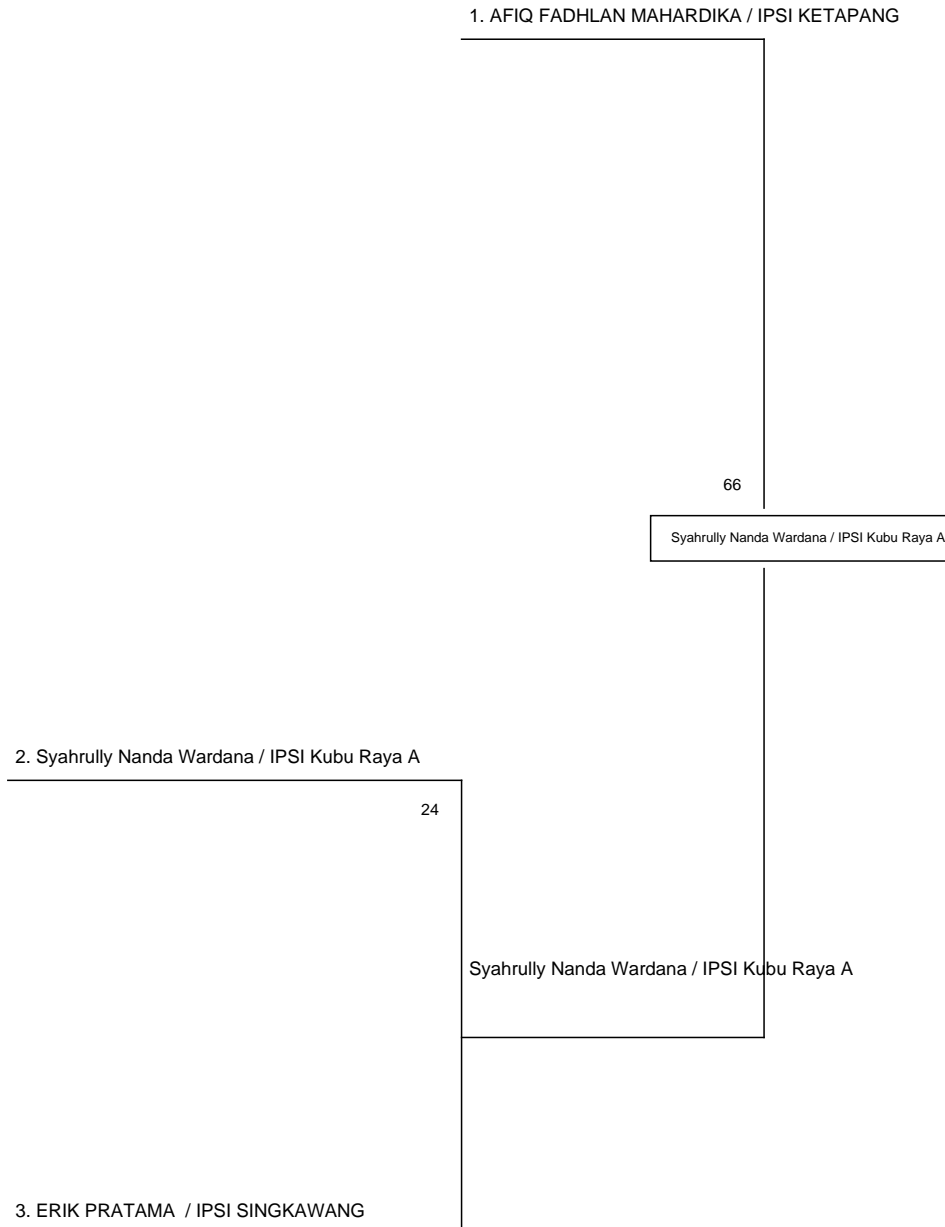 1. AFIQ FADHLAN MAHARDIKA / IPSI KETAPANG
66
Syahrully Nanda Wardana / IPSI Kubu Raya A
2. Syahrully Nanda Wardana / IPSI Kubu Raya A
24
Syahrully Nanda Wardana / IPSI Kubu Raya A
3. ERIK PRATAMA / IPSI SINGKAWANG